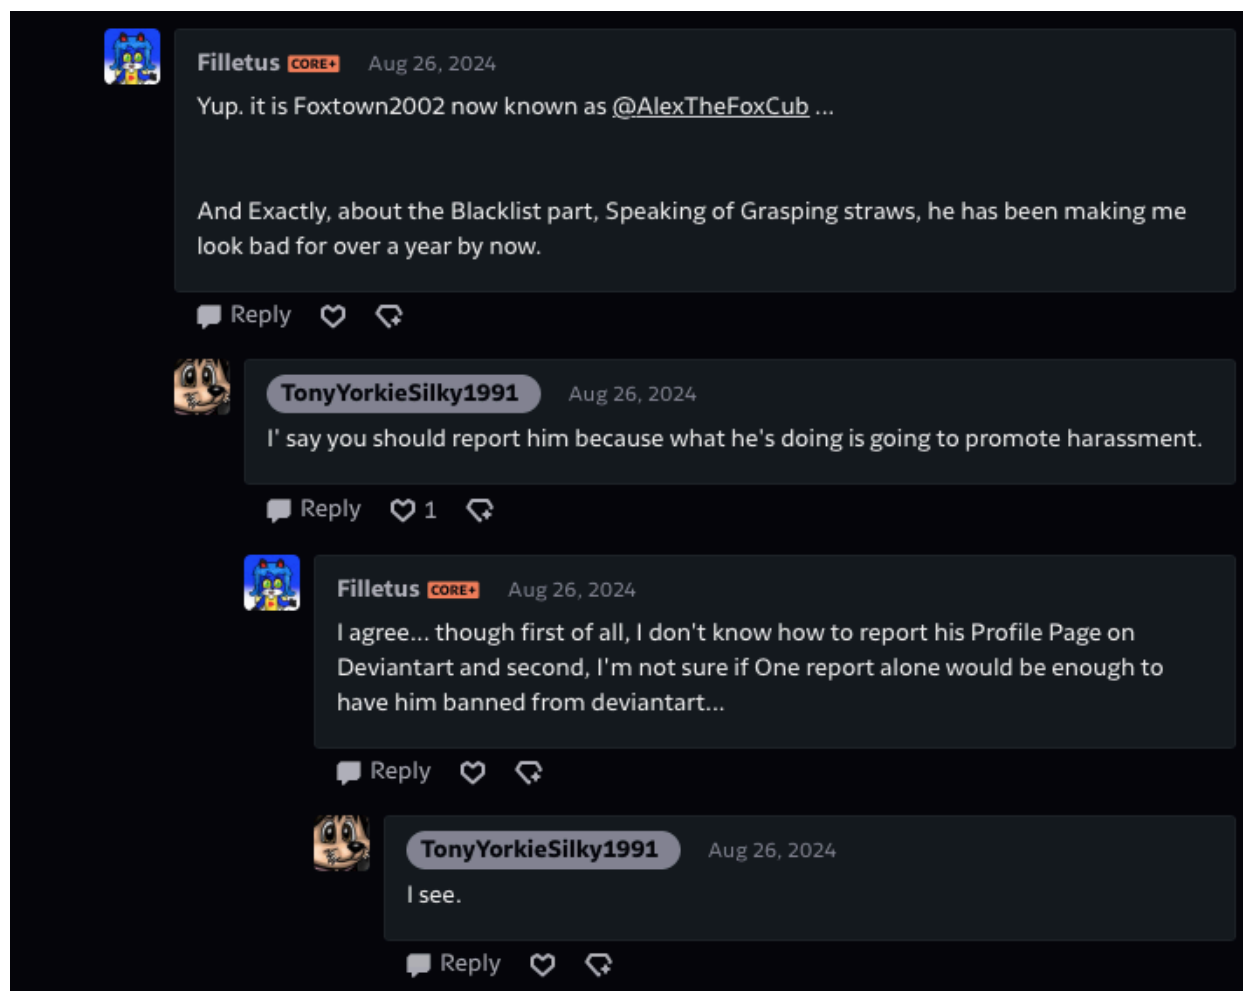 Filletus CORE+ Aug 26, 2024
Yup. it is Foxtown2002 now known as @AlexTheFoxCub ...
And Exactly, about the Blacklist part, Speaking of Grasping straws, he has been making me
look bad for over a year by now.
Reply
TonyYorkieSilky1991 Aug 26, 2024
I' say you should report him because what he's doing is going to promote harassment.
Reply 1
Filletus CORE+ Aug 26, 2024
I agree... though first of all, I don't know how to report his Profile Page on
Deviantart and second, I'm not sure if One report alone would be enough to
have him banned from deviantart...
Reply
TonyYorkieSilky1991 Aug 26, 2024
I see.
Reply